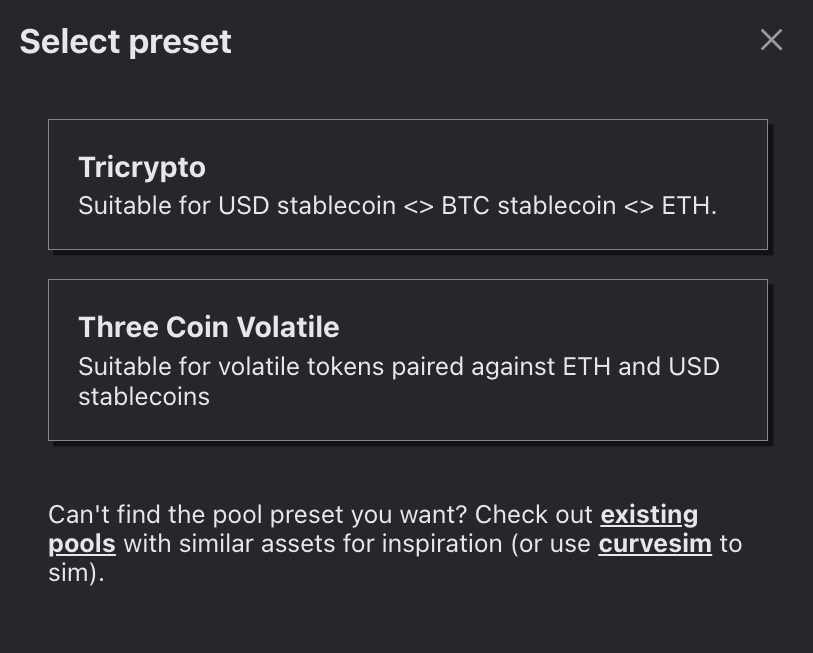 Select preset
Tricrypto
Suitable for USD stablecoin <> BTC stablecoin <> ETH.
Three Coin Volatile
Suitable for volatile tokens paired against ETH and USD
stablecoins
Can't find the pool preset you want? Check out existing
pools with similar assets for inspiration (or use curvesim to
sim).